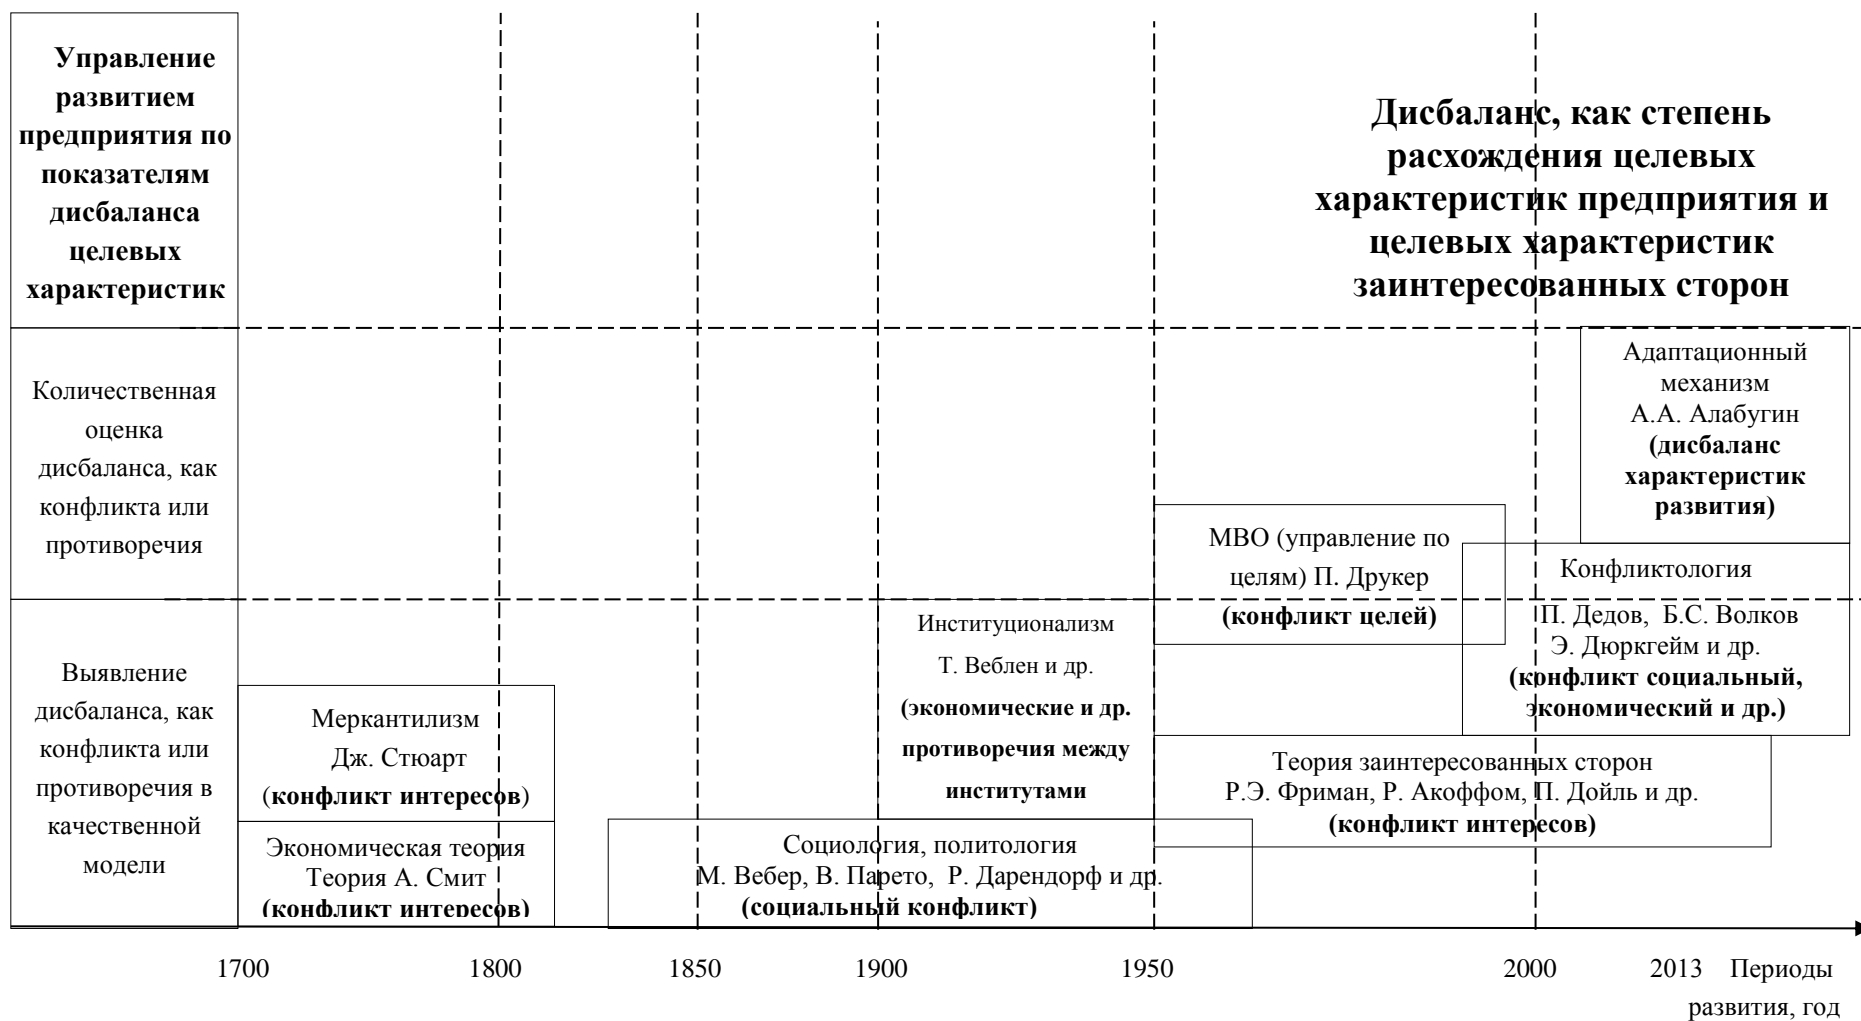 Управление
развитием
предприятия по
показателям
дисбаланса
целевых
характеристик
Дисбаланс, как степень
расхождения целевых
характеристик предприятия и
целевых характеристик
заинтересованных сторон
Количественная
оценка
дисбаланса, как
конфликта или
противоречия
Адаптационный
механизм
А.А. Алабугин
(дисбаланс
характеристик
развития)
МВО (управление по
целям) П. Друкер
(конфликт целей)
Конфликтология
П. Дедов, Б.С. Волков
Э. Дюркгейм и др.
(конфликт социальный,
экономический и др.)
Выявление
дисбаланса, как
конфликта или
противоречия в
качественной
модели
Меркантилизм
Дж. Стюарт
(конфликт интересов)
Экономическая теория
Теория А. Смит
(конфликт интересов)
Институционализм
Т. Веблен и др.
(экономические и др.
противоречия между
институтами
Социология, политология
М. Вебер, В. Парето, Р. Дарендорф и др.
(социальный конфликт)
Теория заинтересованных сторон
Р.Э. Фриман, Р. Акоффом, П. Дойль и др.
(конфликт интересов)
1700 1800 1850 1900 1950 2000 2013 Периоды
развития, год